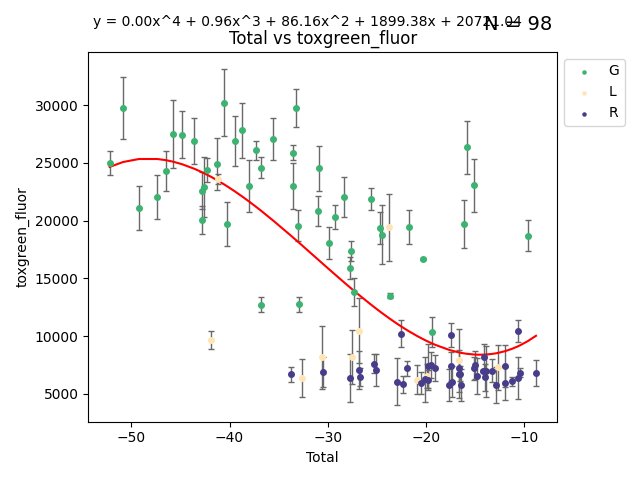 y = 0.00x^4 + 0.96x^3 + 86.16x^2 + 1899.38x + 20721.04
N = 98
Total vs toxgreen_fluor
G
L
R
30000
25000
20000
15000
10000
5000
toxgreen_fluor
−50 −40 −30 −20 −10
Total